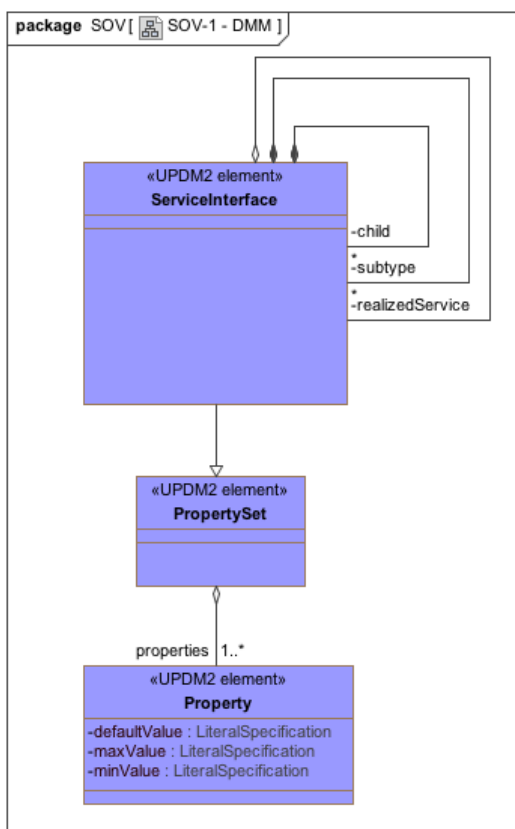 package SOV[ SOV-1 - DMM ]
«UPDM2 element»
ServiceInterface
-child
*
-subtype
*
-realizedService
«UPDM2 element»
PropertySet
properties 1..*
«UPDM2 element»
Property
-defaultValue : LiteralSpecification
-maxValue : LiteralSpecification
-minValue : LiteralSpecification